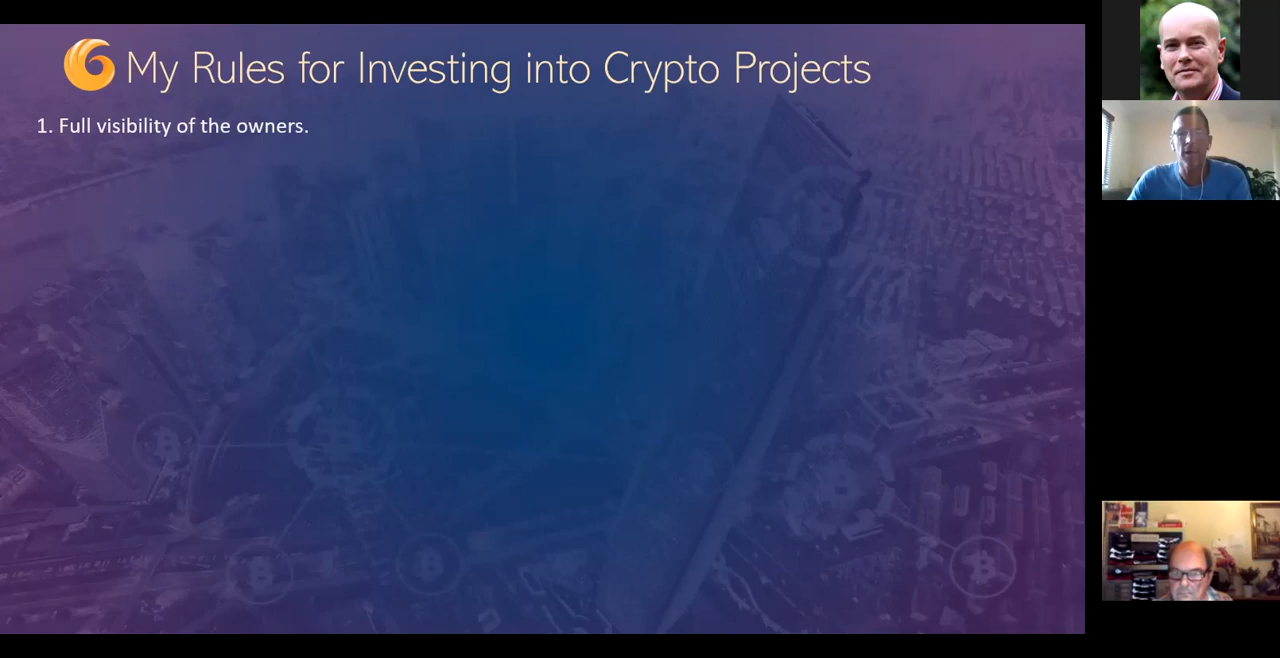 My Rules for Investing into Crypto Projects
1. Full visibility of the owners.